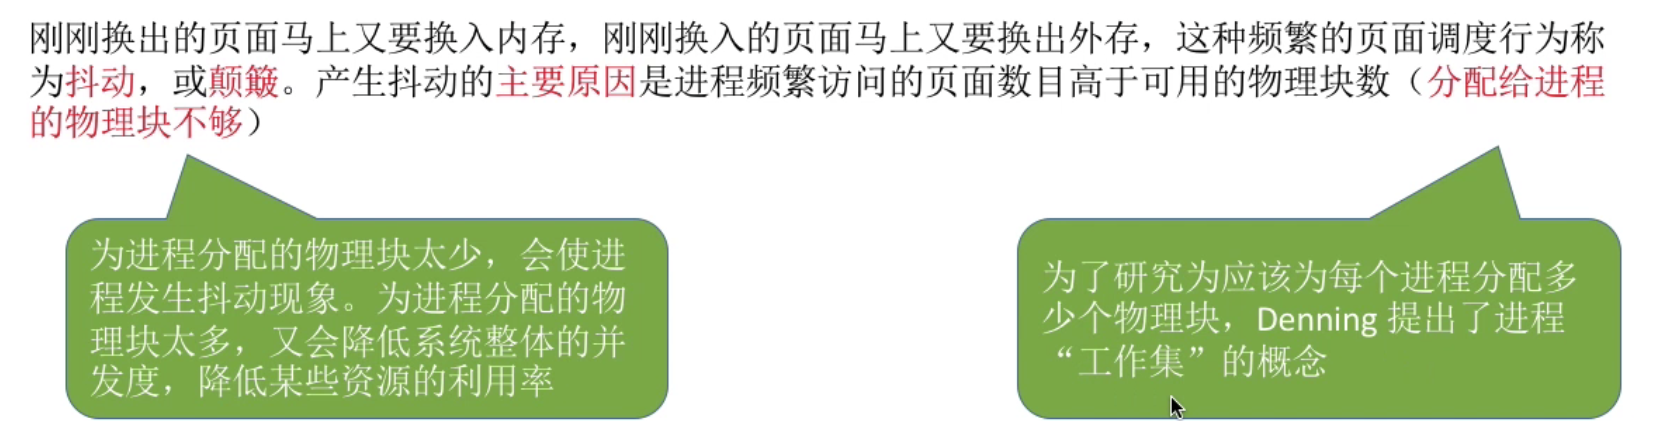 刚刚换出的页面马上又要换入内存，刚刚换入的页面马上又要换出外存，这种频繁的页面调度行为称
为抖动，或颠簸。产生抖动的主要原因是进程频繁访问的页面数目高于可用的物理块数（分配给进程
的物理块不够）
为进程分配的物理块太少，会使进
程发生抖动现象。为进程分配的物
理块太多，又会降低系统整体的并
发度，降低某些资源的利用率
为了研究为应该为每个进程分配多
少个物理块，Denning 提出了进程
“工作集”的概念